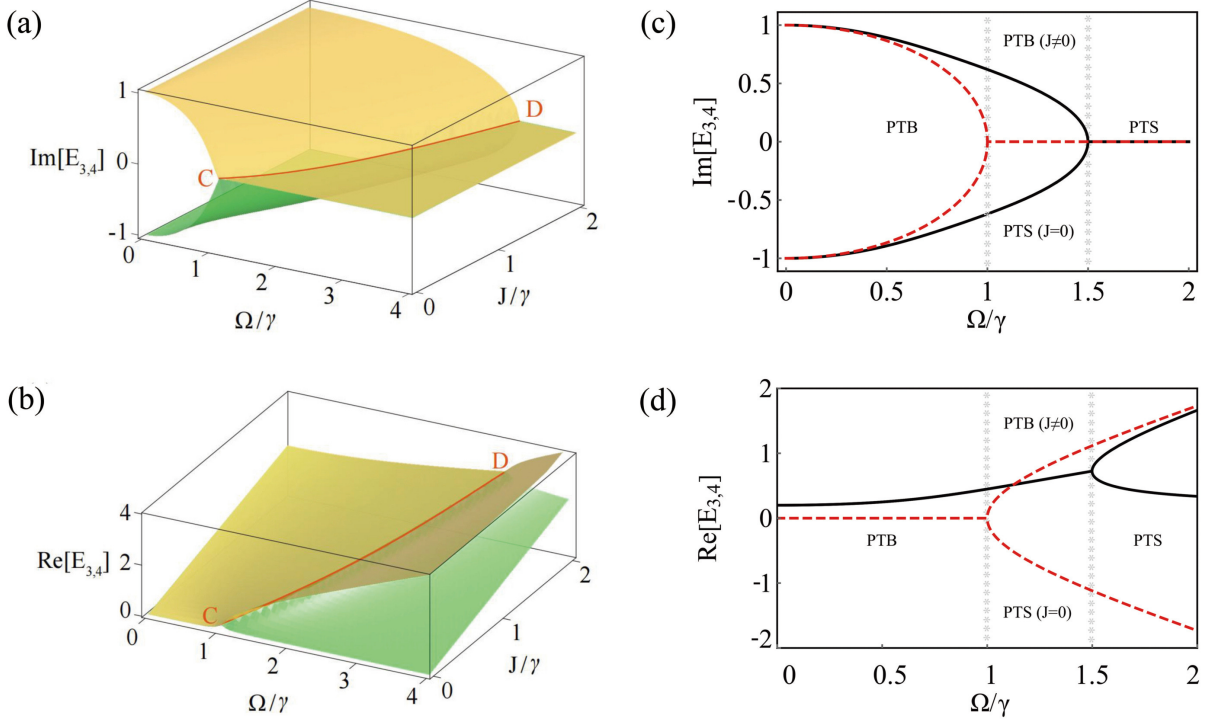 (a)
1
0
-1
Im[E3,4]
C
D
0
1
2
3
4
Ω/γ
0
1
2
J/γ
(b)
4
2
0
Re[E3,4]
C
D
0
1
2
3
4
Ω/γ
0
1
2
J/γ
(c)
1
0.5
0
-0.5
-1
Im[E3,4]
PTB (J≠0)
PTB
PTS
PTS (J=0)
0
0.5
1
1.5
2
Ω/γ
(d)
2
1
0
-1
-2
Re[E3,4]
PTB (J≠0)
PTB
PTS
PTS (J=0)
0
0.5
1
1.5
2
Ω/γ